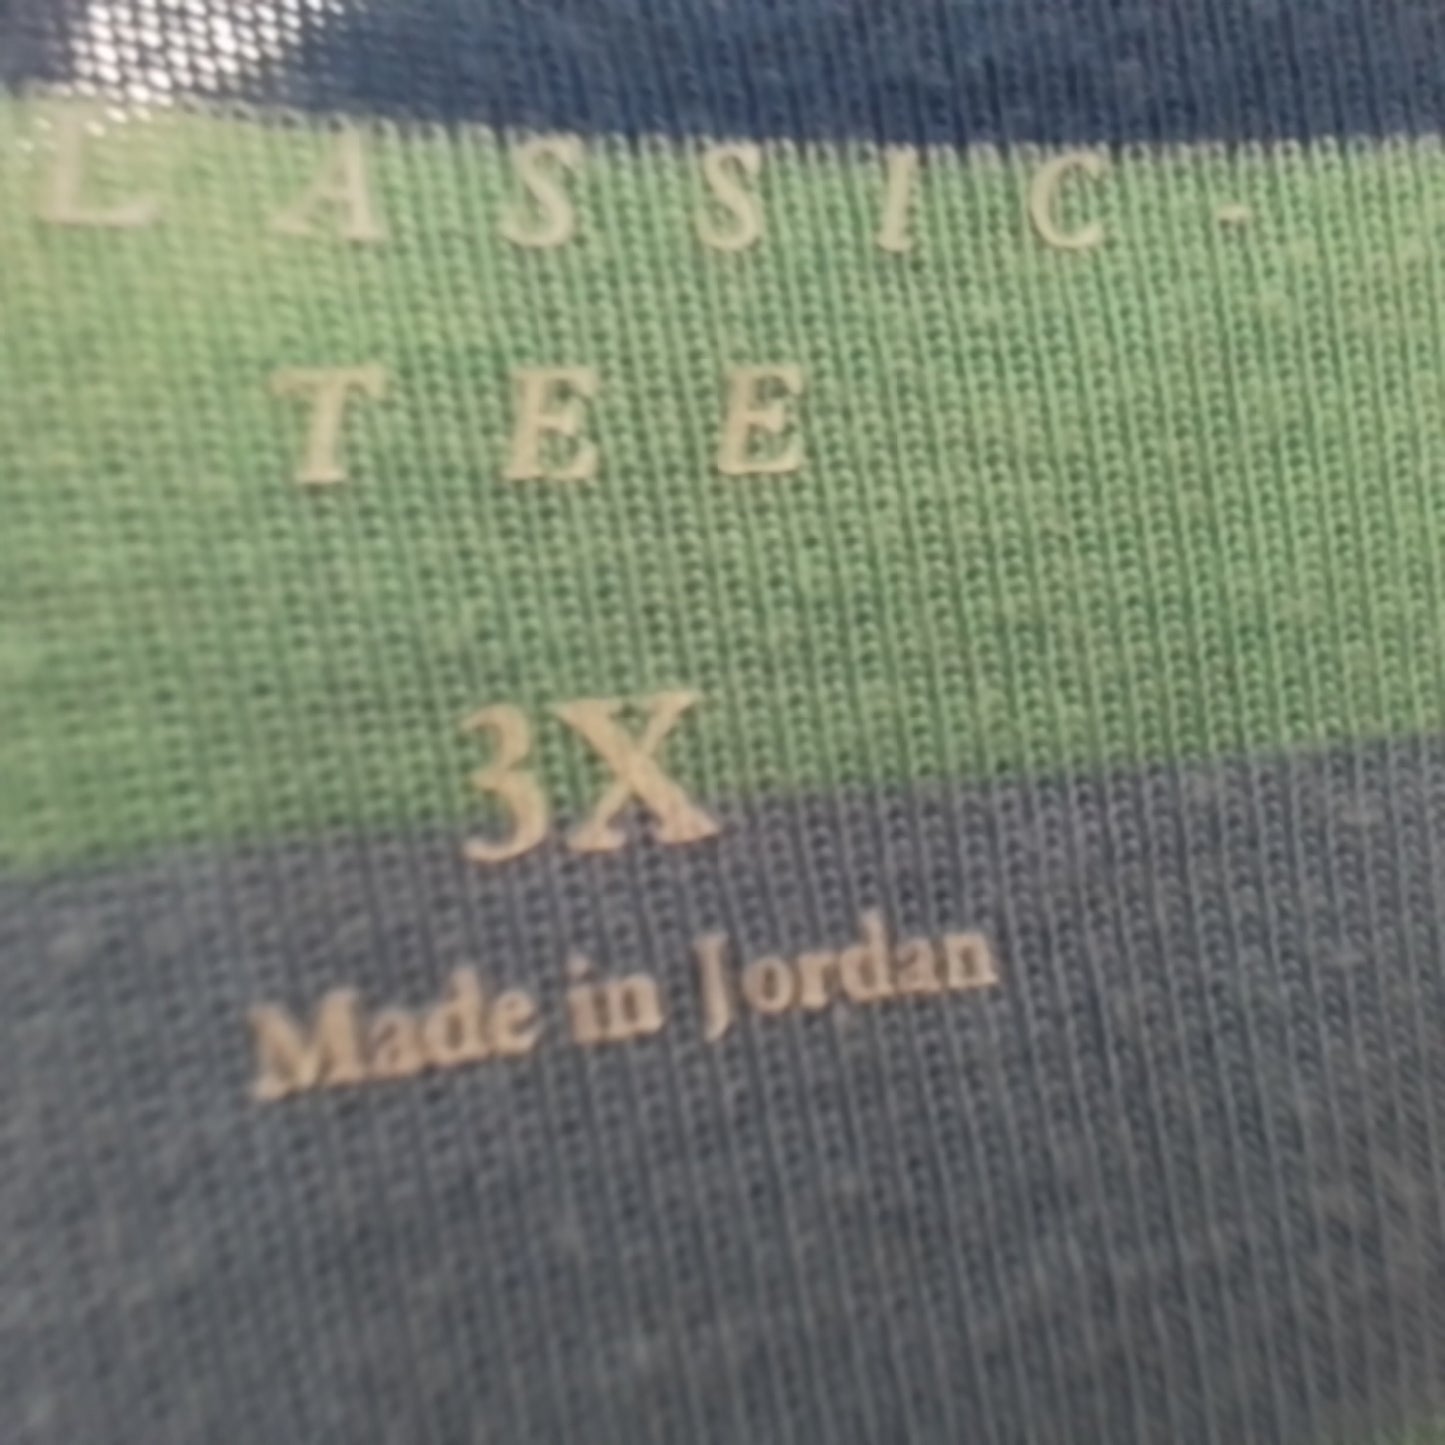 LASSIC-
TEE
3X
Made in Jordan